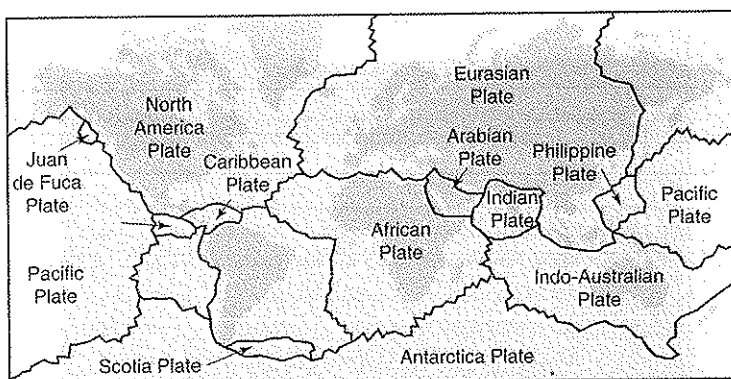 North
America
Plate
Eurasian
Plate
Arabian
Plate
Philippine
Plate
Juan
de Fuca
Plate
Caribbean
Plate
Indian
Plate
Pacific
Plate
African
Plate
Pacific
Plate
Indo-Australian
Plate
Scotia Plate
Antarctica Plate